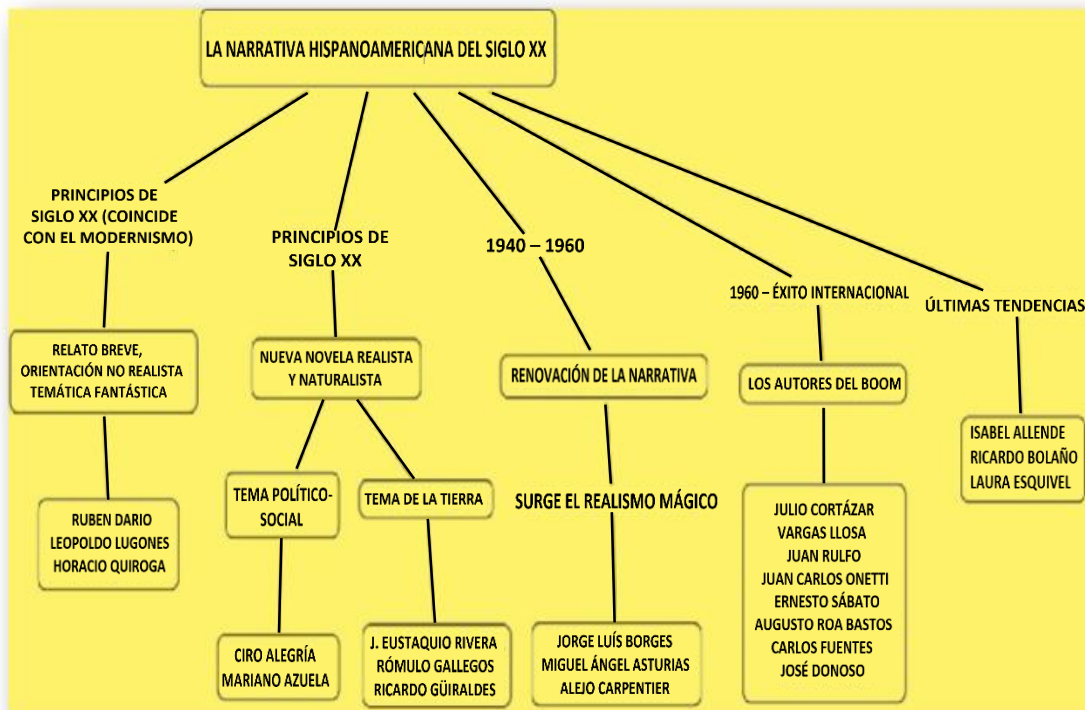 LA NARRATIVA HISPANOAMERICANA DEL SIGLO XX
PRINCIPIOS DE
SIGLO XX (COINCIDE
CON EL MODERNISMO)
RELATO BREVE,
ORIENTACIÓN NO REALISTA
TEMÁTICA FANTÁSTICA
RUBEN DARIO
LEOPOLDO LUGONES
HORACIO QUIROGA
PRINCIPIOS DE
SIGLO XX
NUEVA NOVELA REALISTA
Y NATURALISTA
TEMA POLÍTICO-
SOCIAL
CIRO ALEGRÍA
MARIANO AZUELA
TEMA DE LA TIERRA
J. EUSTAQUIO RIVERA
RÓMULO GALLEGOS
RICARDO GÜIRALDES
1940 – 1960
RENOVACIÓN DE LA NARRATIVA
SURGE EL REALISMO MÁGICO
JORGE LUÍS BORGES
MIGUEL ÁNGEL ASTURIAS
ALEJO CARPENTIER
1960 – ÉXITO INTERNACIONAL
LOS AUTORES DEL BOOM
JULIO CORTÁZAR
VARGAS LLOSA
JUAN RULFO
JUAN CARLOS ONETTI
ERNESTO SÁBATO
AUGUSTO ROA BASTOS
CARLOS FUENTES
JOSÉ DONOSO
ÚLTIMAS TENDENCIAS
ISABEL ALLENDE
RICARDO BOLAÑO
LAURA ESQUIVEL